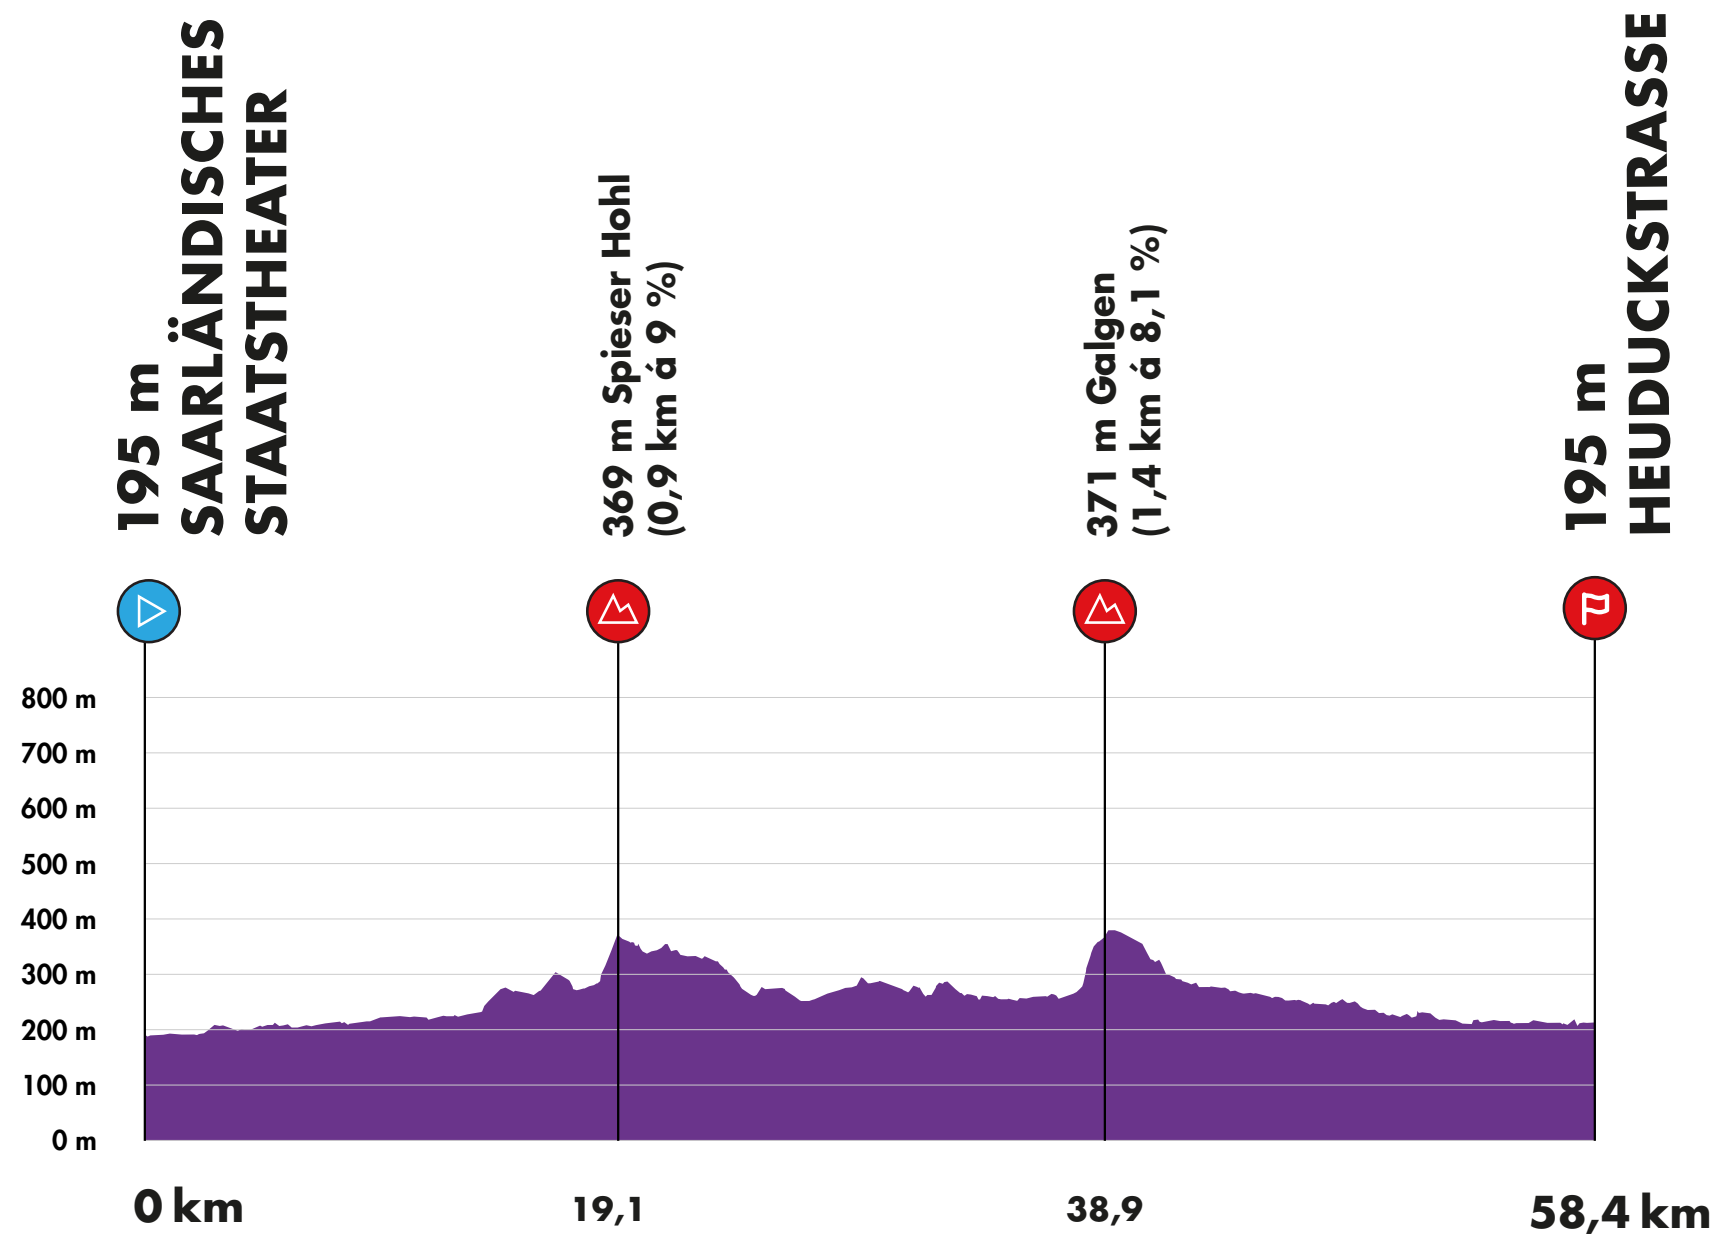 195 m
SAARLÄNDISCHES
STAATSTHEATER
369 m Spieser Hohl
(0,9 km á 9 %)
371 m Galgen
(1,4 km á 8,1 %)
195 m
HEUDUCKSTRASSE
800 m
700 m
600 m
500 m
400 m
300 m
200 m
100 m
0 m
0 km
19,1
38,9
58,4 km